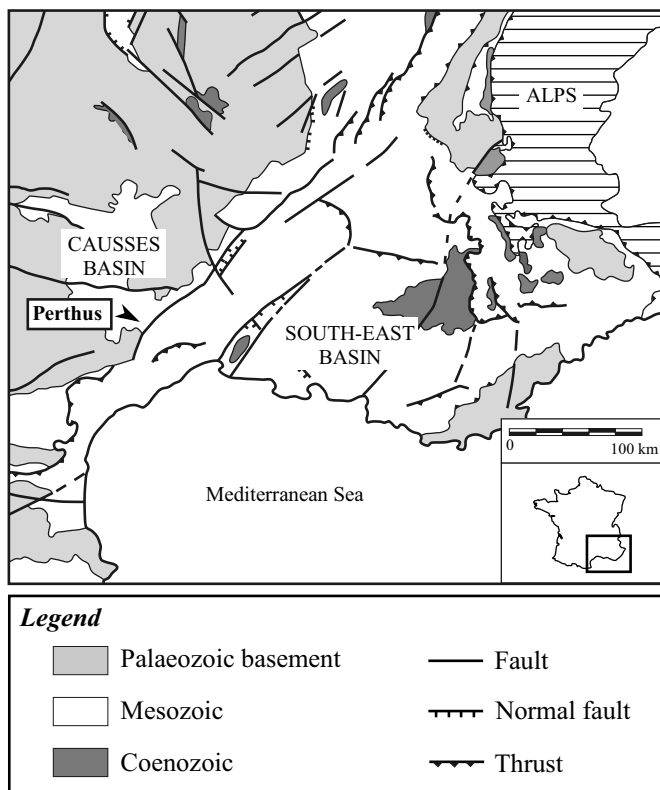 ALPS
CAUSSES
BASIN
Perthus
SOUTH-EAST
BASIN
0
100 km
Mediterranean Sea
Legend
Palaeozoic basement
Fault
Mesozoic
Normal fault
Coenozoic
Thrust